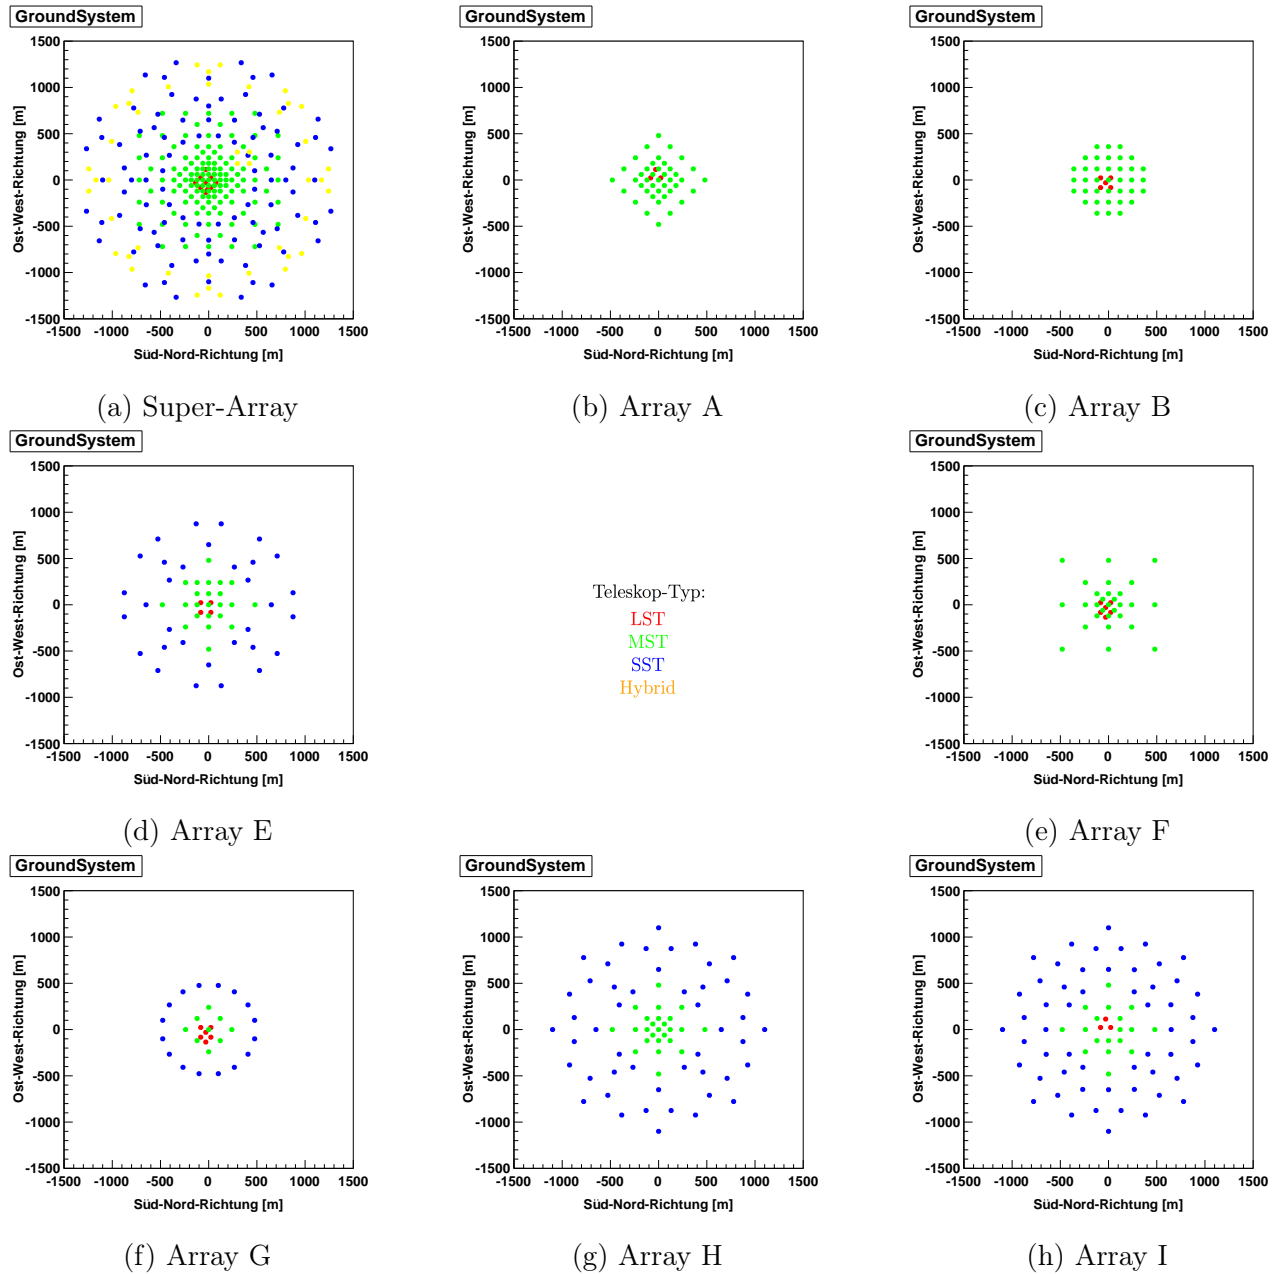 GroundSystem
GroundSystem
GroundSystem
1500
1000
500
0
-500
-1000
-1500
-1500 -1000 -500 0 500 1000 1500
Ost-West-Richtung [m]
Süd-Nord-Richtung [m]
1500
1000
500
0
-500
-1000
-1500
-1500 -1000 -500 0 500 1000 1500
Ost-West-Richtung [m]
Süd-Nord-Richtung [m]
1500
1000
500
0
-500
-1000
-1500
-1500 -1000 -500 0 500 1000 1500
Ost-West-Richtung [m]
Süd-Nord-Richtung [m]
(a) Super-Array
(b) Array A
(c) Array B
GroundSystem
1500
1000
500
0
-500
-1000
-1500
-1500 -1000 -500 0 500 1000 1500
Ost-West-Richtung [m]
Süd-Nord-Richtung [m]
(d) Array E
Teleskop-Typ:
LST
MST
SST
Hybrid
GroundSystem
1500
1000
500
0
-500
-1000
-1500
-1500 -1000 -500 0 500 1000 1500
Ost-West-Richtung [m]
Süd-Nord-Richtung [m]
(e) Array F
GroundSystem
1500
1000
500
0
-500
-1000
-1500
-1500 -1000 -500 0 500 1000 1500
Ost-West-Richtung [m]
Süd-Nord-Richtung [m]
(f) Array G
GroundSystem
1500
1000
500
0
-500
-1000
-1500
-1500 -1000 -500 0 500 1000 1500
Ost-West-Richtung [m]
Süd-Nord-Richtung [m]
(g) Array H
GroundSystem
1500
1000
500
0
-500
-1000
-1500
-1500 -1000 -500 0 500 1000 1500
Ost-West-Richtung [m]
Süd-Nord-Richtung [m]
(h) Array I